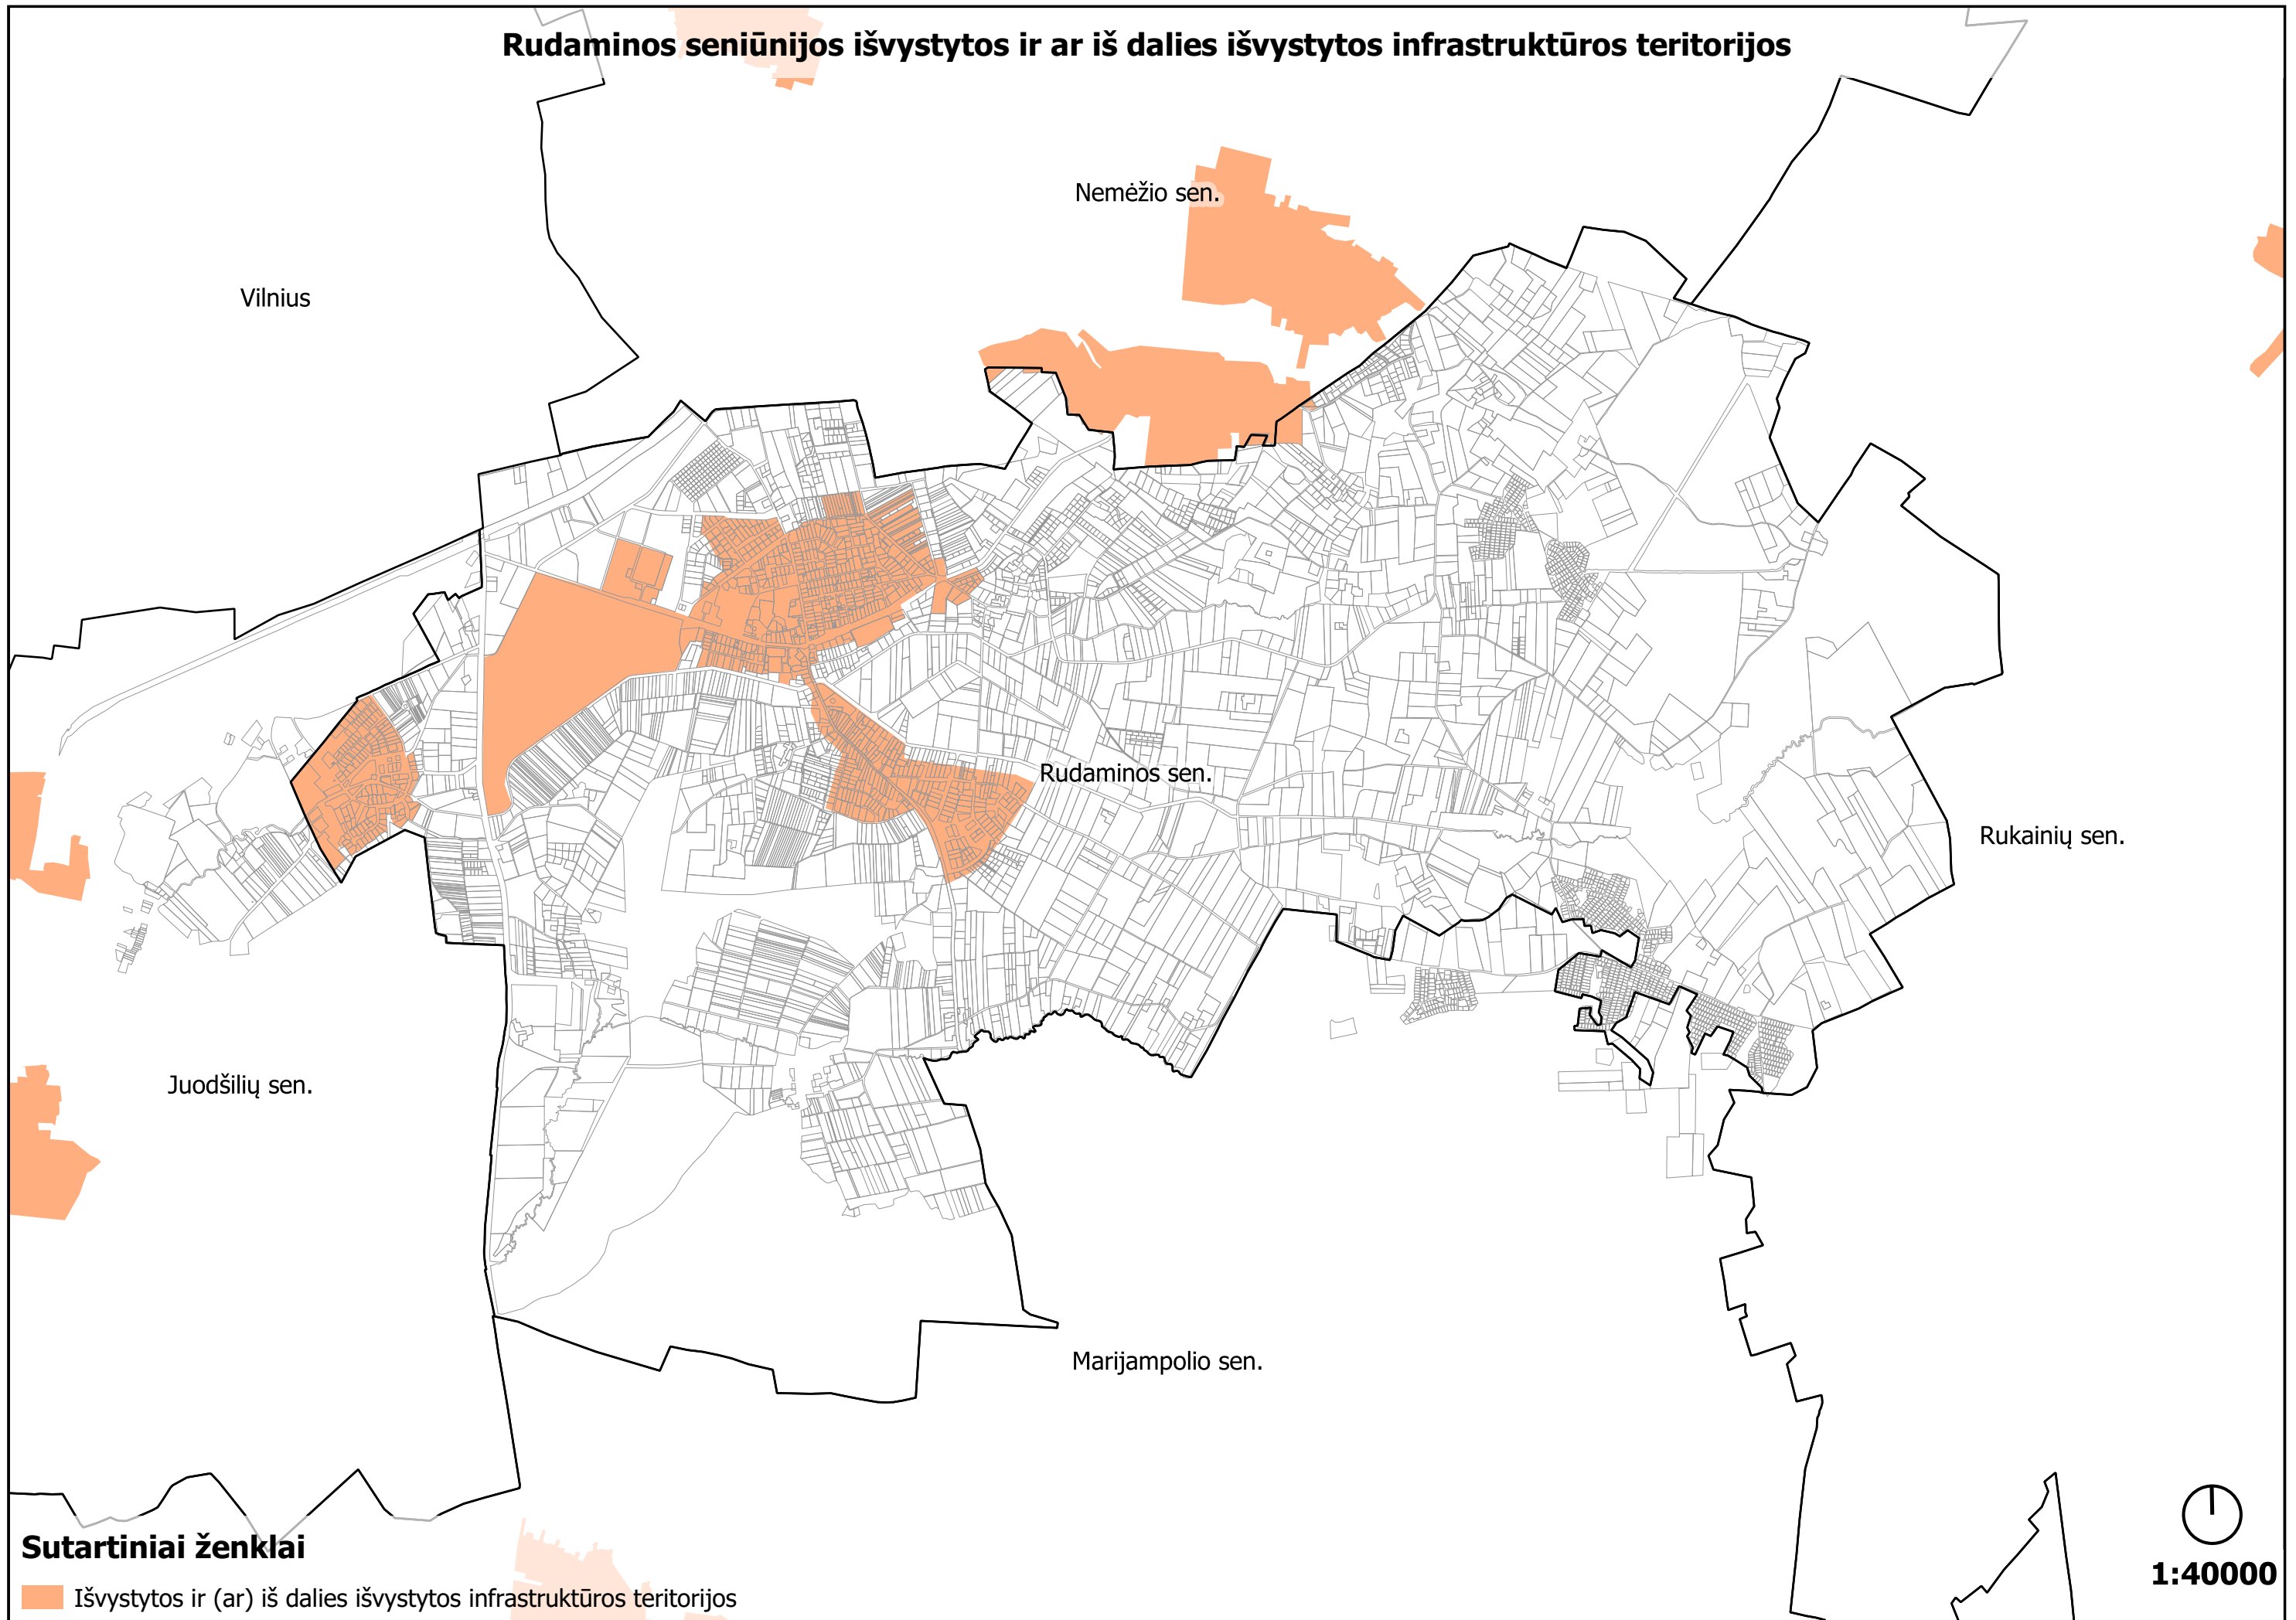 Rudaminos seniūnijos išvystytos ir ar iš dalies išvystytos infrastruktūros teritorijos
Nemėžio sen.
Vilnius
Rudaminos sen.
Rukainių sen.
Juodšilių sen.
Marijampolio sen.
Sutartiniai ženklai
Išvystytos ir (ar) iš dalies išvystytos infrastruktūros teritorijos
1:40000